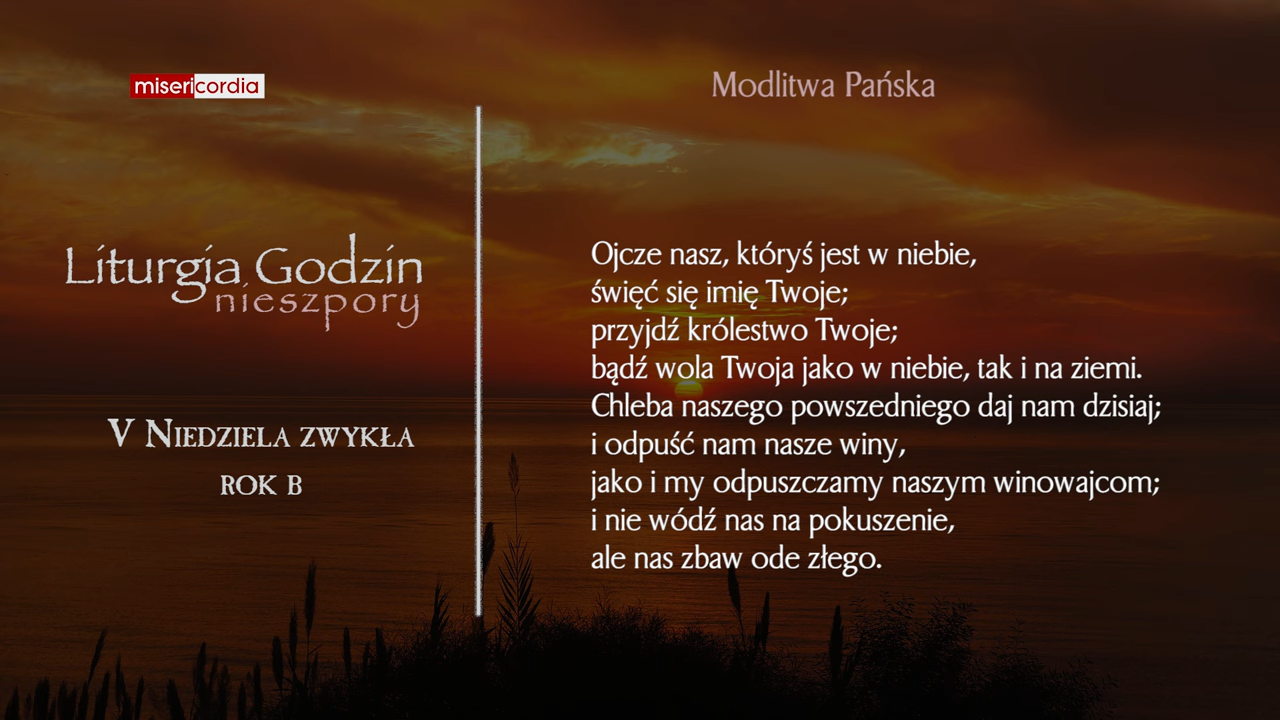 misericordia
Liturgia Godzin
nieszpory
V Niedziela zwykła
rok B
Modlitwa Pańska
Ojcze nasz, któryś jest w niebie,
święć się imię Twoje;
przyjdź królestwo Twoje;
bądź wola Twoja jako w niebie, tak i na ziemi.
Chleba naszego powszedniego daj nam dzisiaj;
i odpuść nam nasze winy,
jako i my odpuszczamy naszym winowajcom;
i nie wódź nas na pokuszenie,
ale nas zbaw ode złego.